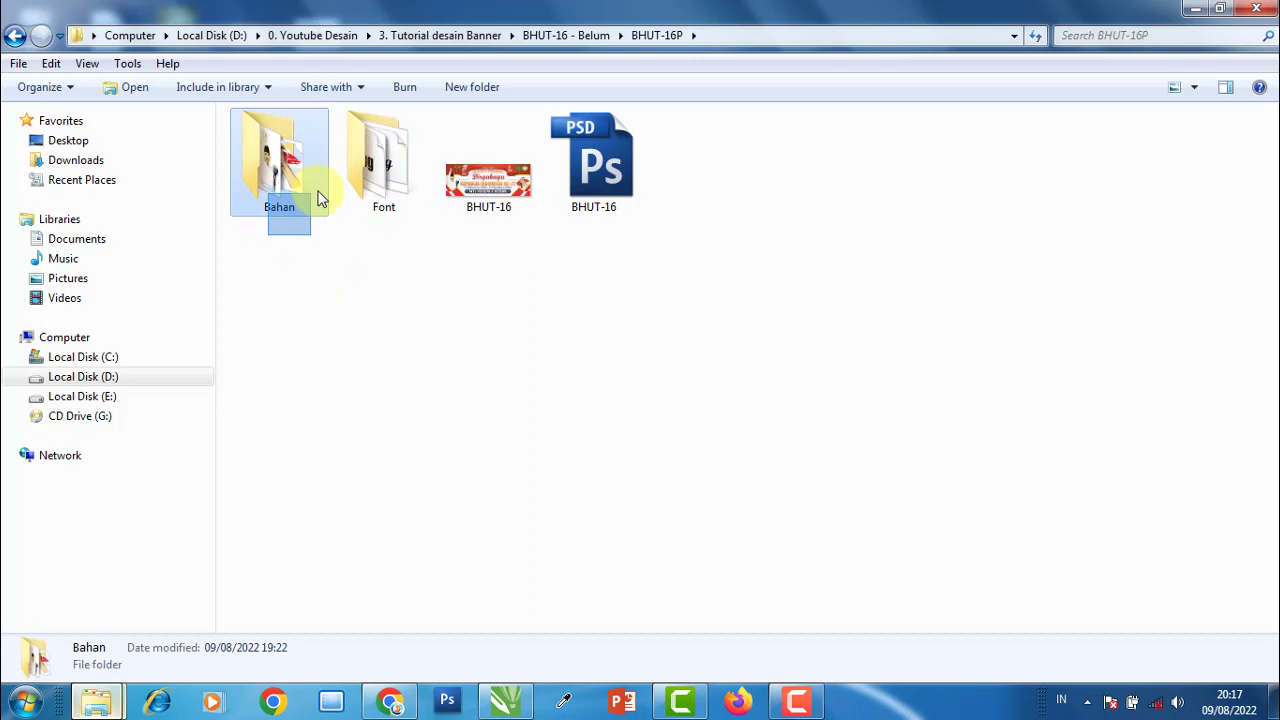 Computer Local Disk (D:) 0. Youtube Desain 3. Tutorial desain Banner BHUT-16 - Belum BHUT-16P Search BHUT-16P
File Edit View Tools Help
Organize Open Include in library Share with Burn New folder
Favorites
Desktop
Downloads
Recent Places
Libraries
Documents
Music
Pictures
Videos
Computer
Local Disk (C:)
Local Disk (D:)
Local Disk (E:)
CD Drive (G:)
Network
PSD
Ps
Dirgahayu
Bahan Font BHUT-16 BHUT-16
Bahan Date modified: 09/08/2022 19:22
File folder
Ps
IN
20:17
09/08/2022